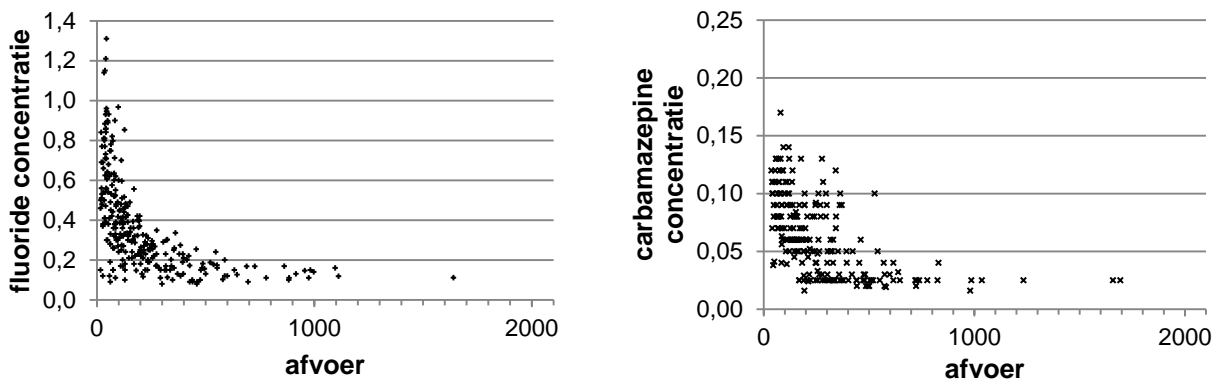 fluoride concentratie
1,4
1,2
1,0
0,8
0,6
0,4
0,2
0,0
0 1000 2000
afvoer
carbamazepine
concentratie
0,25
0,20
0,15
0,10
0,05
0,00
0 1000 2000
afvoer